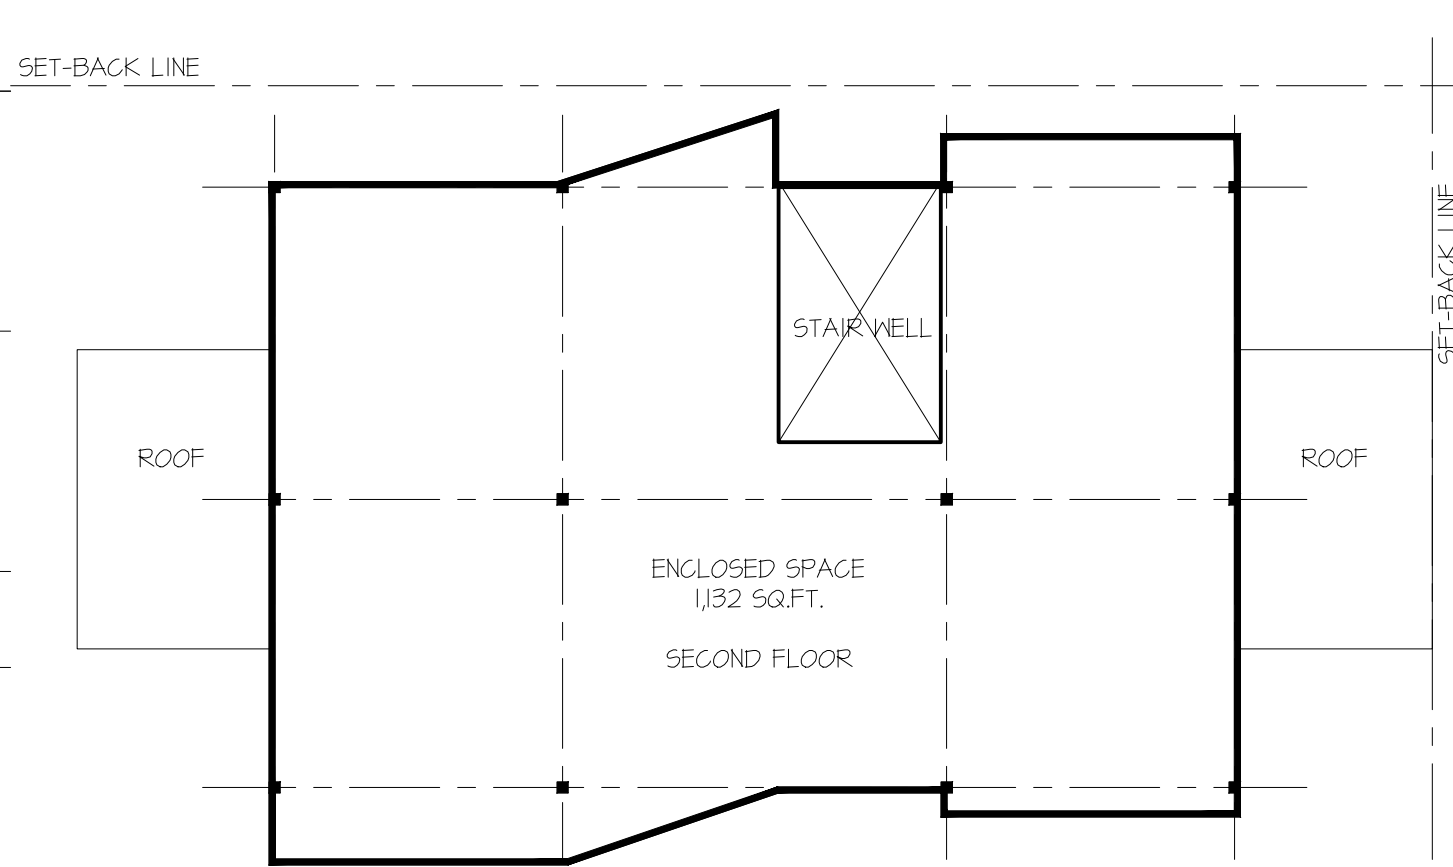 SET-BACK LINE
SET-BACK LINE
STAIR WELL
ROOF
ROOF
ENCLOSED SPACE
1,132 SQ.FT.
SECOND FLOOR